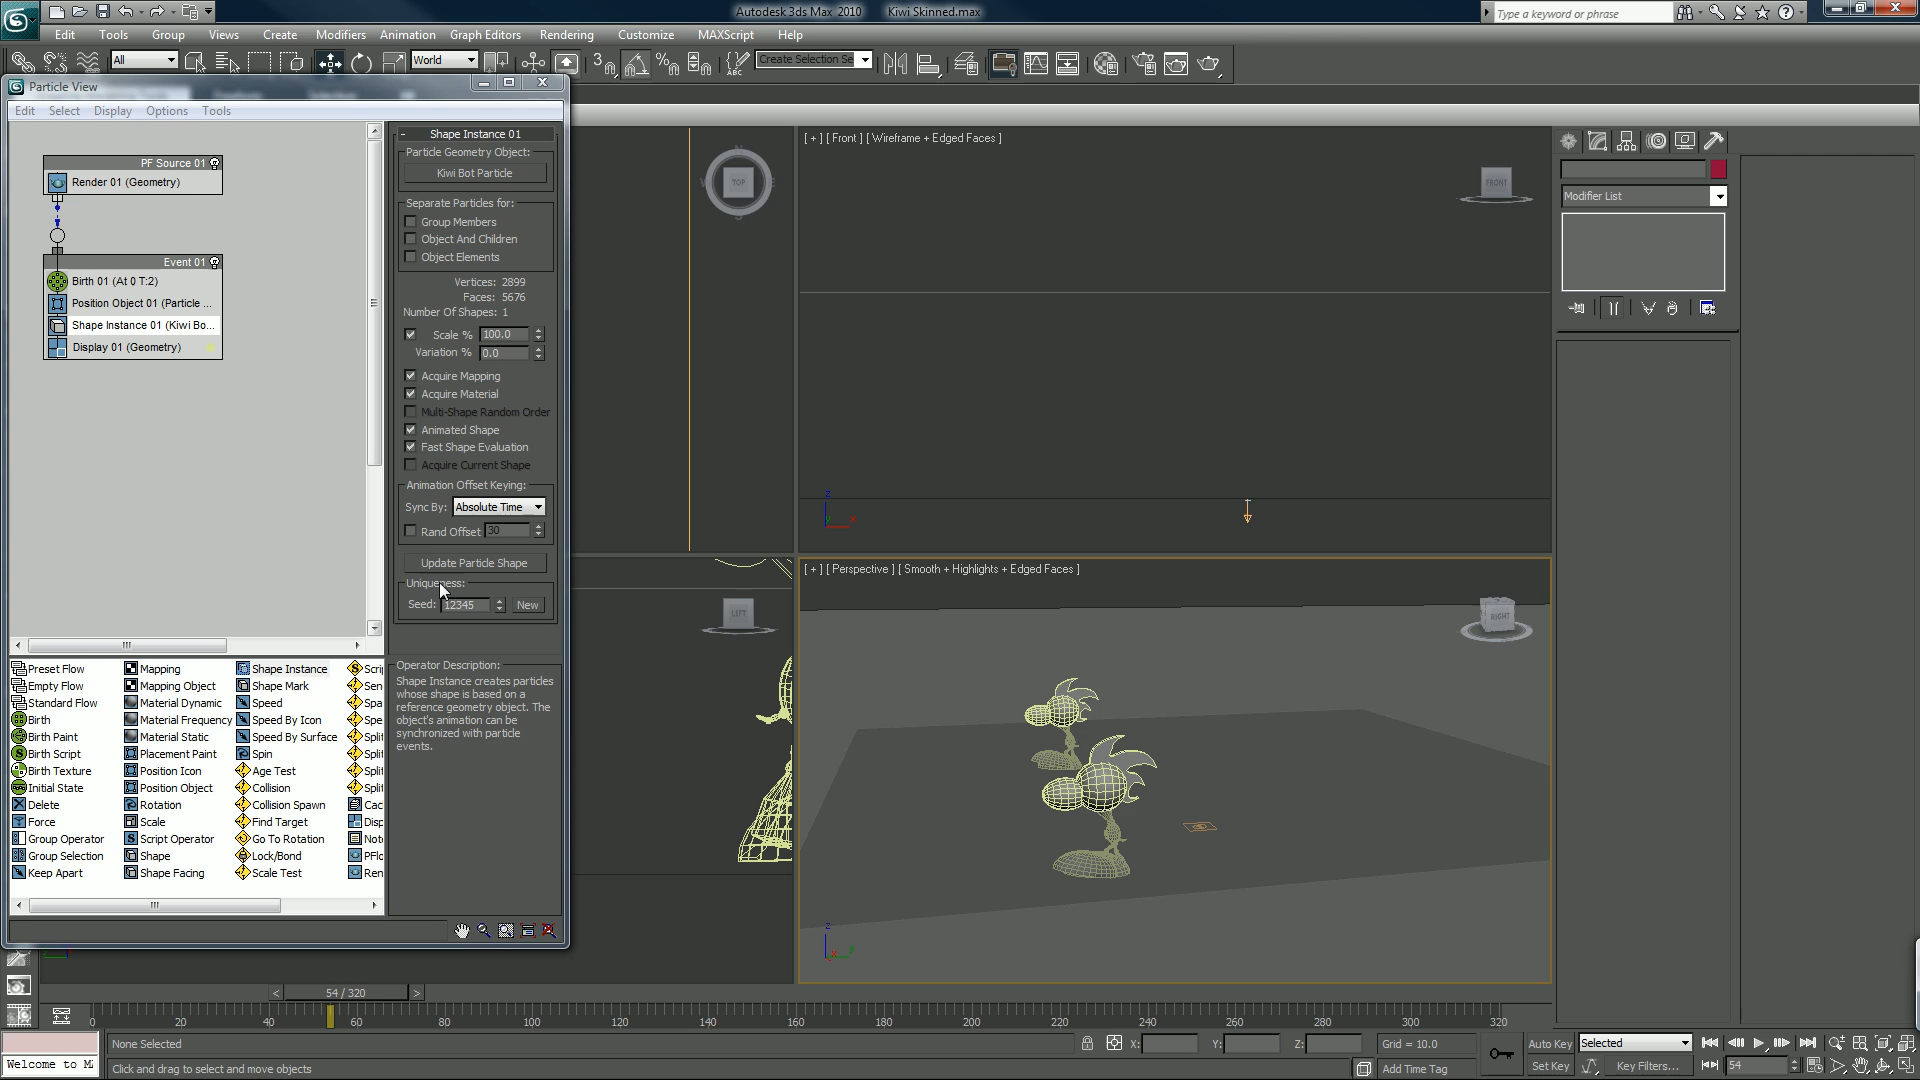 Autodesk 3ds Max 2010 Kiwi Skinned.max
Type a keyword or phrase
Edit Tools Group Views Create Modifiers Animation Graph Editors Rendering Customize MAXScript Help
All World Create Selection Se
Particle View
Edit Select Display Options Tools
PF Source 01
Render 01 (Geometry)
Event 01
Birth 01 (At 0 T:2)
Position Object 01 (Particle ...
Shape Instance 01 (Kiwi Bo...
Display 01 (Geometry)
- Shape Instance 01
Particle Geometry Object:
Kiwi Bot Particle
Separate Particles for:
Group Members
Object And Children
Object Elements
Vertices: 2899
Faces: 5676
Number Of Shapes: 1
Scale % 100.0
Variation % 0.0
Acquire Mapping
Acquire Material
Multi-Shape Random Order
Animated Shape
Fast Shape Evaluation
Acquire Current Shape
Animation Offset Keying:
Sync By: Absolute Time
Rand Offset 30
Update Particle Shape
Uniqueness:
Seed: 12345 New
Preset Flow Mapping Shape Instance Scri
Empty Flow Mapping Object Shape Mark Sen
Standard Flow Material Dynamic Speed Spa
Birth Material Frequency Speed By Icon Spe
Birth Paint Material Static Speed By Surface Split
Birth Script Placement Paint Spin Split
Birth Texture Position Icon Age Test Split
Initial State Position Object Collision Split
Delete Rotation Collision Spawn Cac
Force Scale Find Target Disp
Group Operator Script Operator Go To Rotation Not
Group Selection Shape Lock/Bond PFlo
Keep Apart Shape Facing Scale Test Ren
Operator Description:
Shape Instance creates particles
whose shape is based on a
reference geometry object. The
object's animation can be
synchronized with particle
events.
TOP
[ + ] [ Front ] [ Wireframe + Edged Faces ]
FRONT
z
x
LEFT
[ + ] [ Perspective ] [ Smooth + Highlights + Edged Faces ]
RIGHT
z
Modifier List
< 54 / 320 >
0 20 40 60 80 100 120 140 160 180 200 220 240 260 280 300 320
None Selected X: Y: Z: Grid = 10.0 Auto Key Selected
Welcome to M Click and drag to select and move objects Add Time Tag Set Key Key Filters... 54